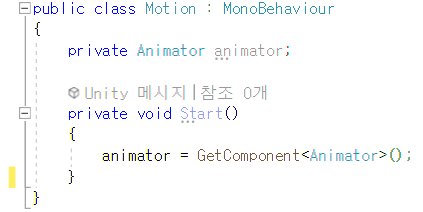 public class Motion : MonoBehaviour
{
private Animator animator;
Unity 메시지|참조 0개
private void Start()
{
animator = GetComponent<Animator>();
}
}